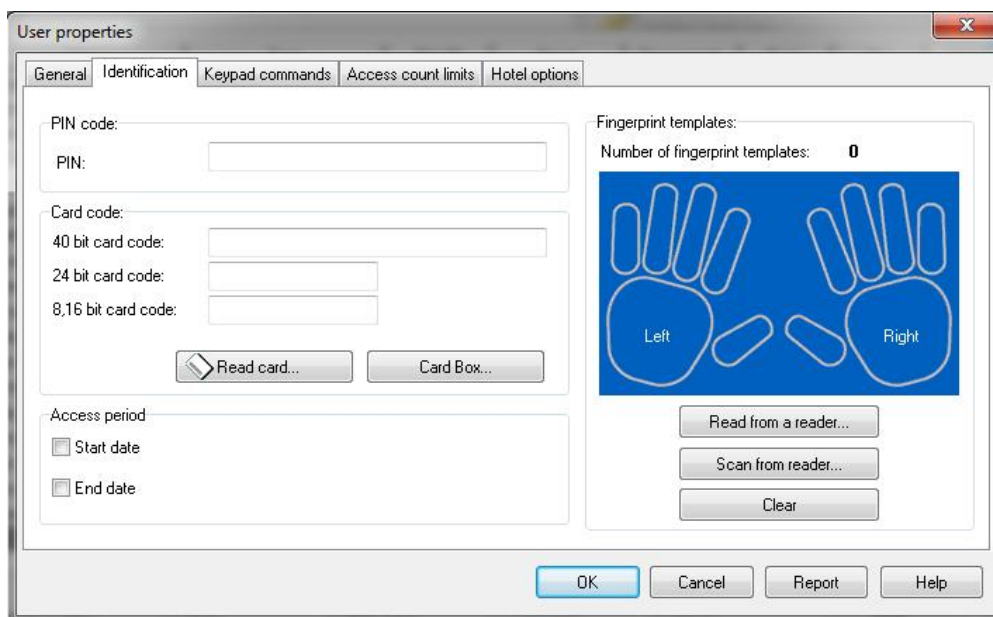 User properties
General
Identification
Keypad commands
Access count limits
Hotel options
PIN code:
PIN:
Card code:
40 bit card code:
24 bit card code:
8,16 bit card code:
Read card...
Card Box...
Access period
Start date
End date
Fingerprint templates:
Number of fingerprint templates: 0
Left
Right
Read from a reader...
Scan from reader...
Clear
OK
Cancel
Report
Help